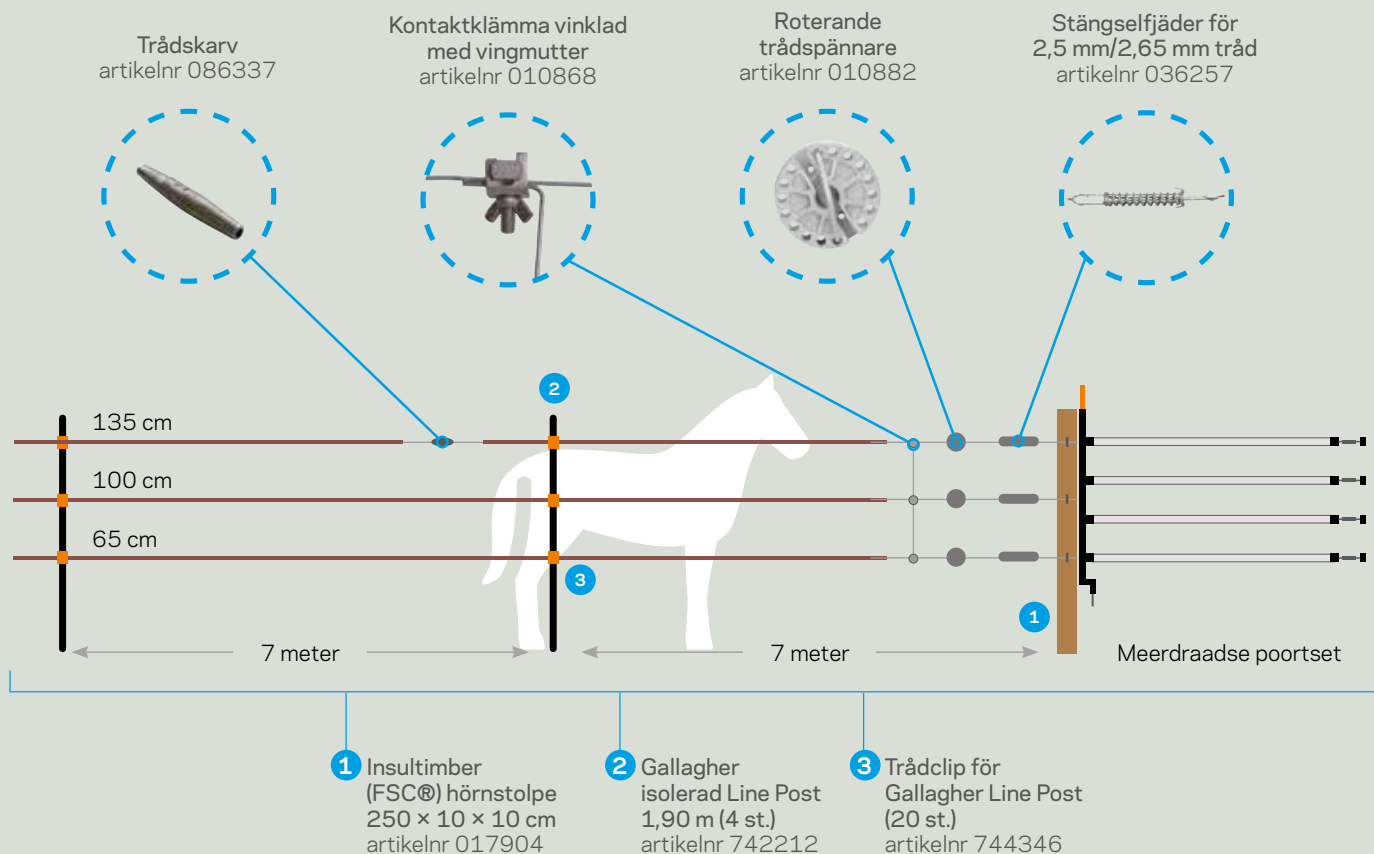 Trådskarv
artikelnr 086337
Kontaktklämma vinklad
med vingmutter
artikelnr 010868
Roterande
trådspännare
artikelnr 010882
Stängselfjäder för
2,5 mm/2,65 mm tråd
artikelnr 036257
2
135 cm
100 cm
65 cm
3
1
7 meter
7 meter
Meerdraadse poortset
1 Insultimber
(FSC®) hörnstolpe
250 × 10 × 10 cm
artikelnr 017904
2 Gallagher
isolerad Line Post
1,90 m (4 st.)
artikelnr 742212
3 Trådclip för
Gallagher Line Post
(20 st.)
artikelnr 744346